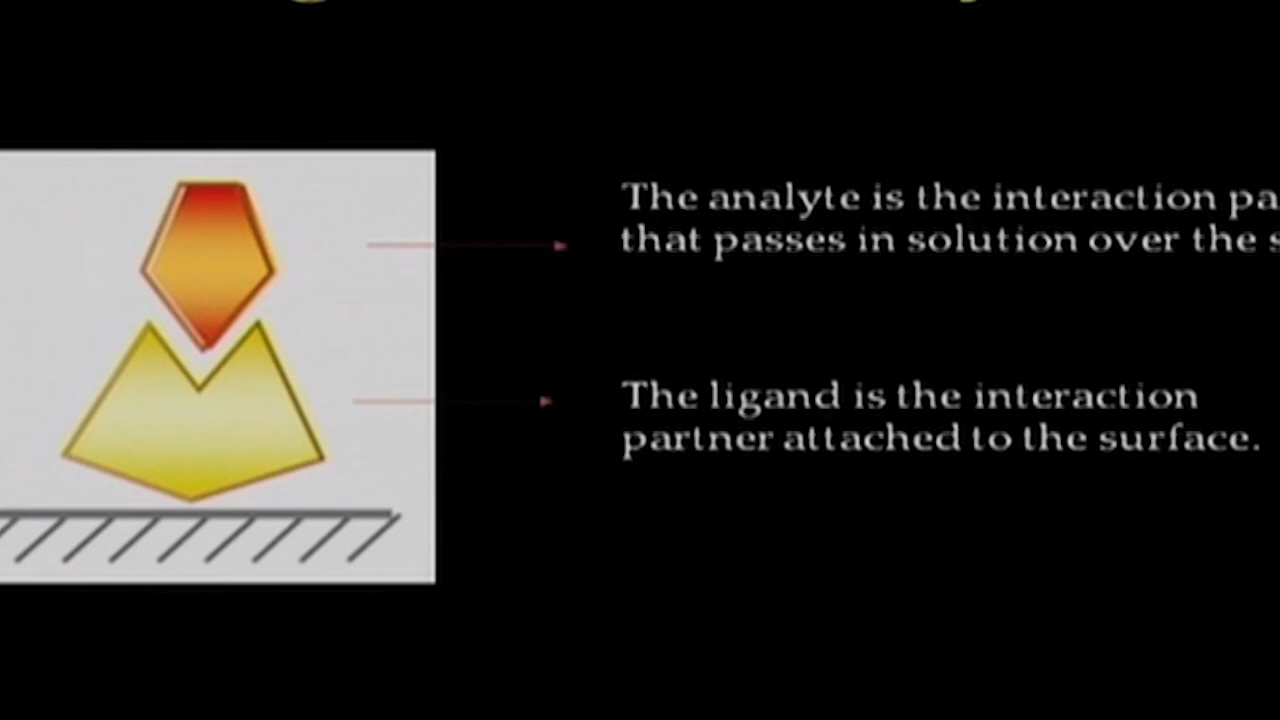 The analyte is the interaction
that passes in solution over the
The ligand is the interaction
partner attached to the surface.